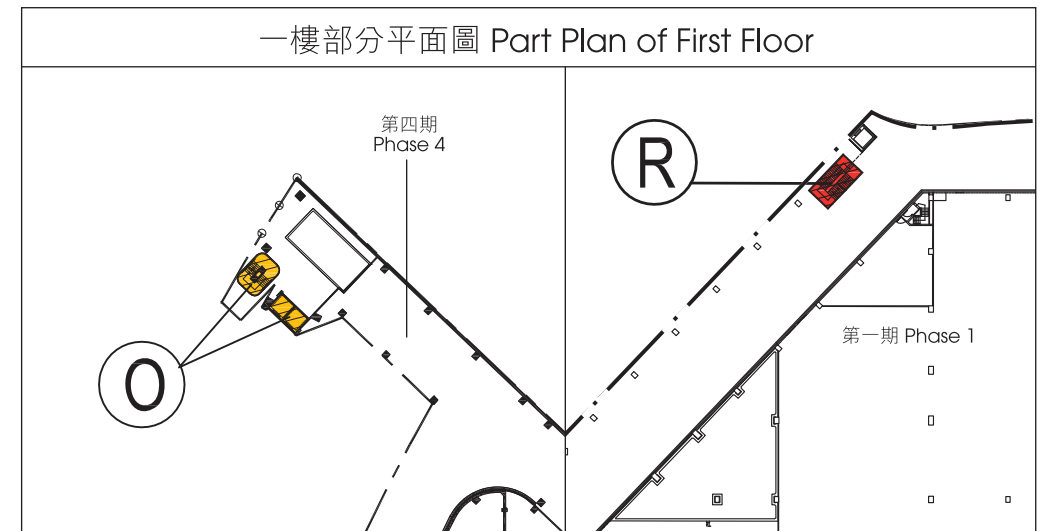 一樓部分平面圖 Part Plan of First Floor
第四期
Phase 4
R
第一期 Phase 1
O